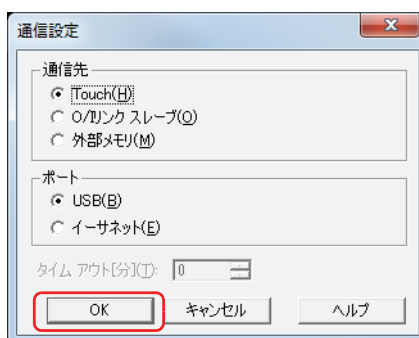 通信設定
通信先
Touch(H)
O/Iリンク スレーブ(O)
外部メモリ(M)
ポート
USB(B)
イーサネット(E)
タイム アウト[分](T): 0
OK キャンセル ヘルプ